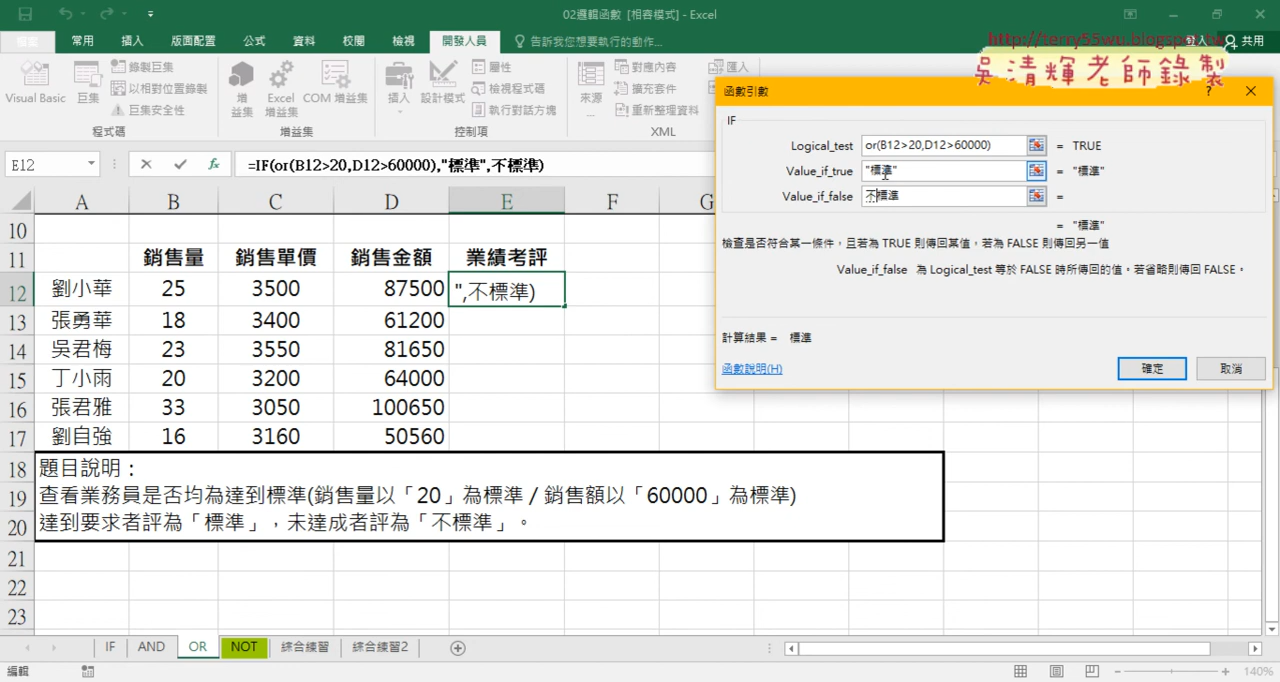 02邏輯函數 [相容模式] - Excel
常用 插入 版面配置 公式 資料 校閱 檢視 開發人員 告訴我您想要執行的動作... 共用
http://terry55wu.blogspot.tw
吳清輝老師錄製
Visual Basic 巨集 錄製巨集 以相對位置錄製 巨集安全性
程式碼
增益集 Excel 增益集 COM 增益集
增益集
插入 設計模式 屬性 檢視程式碼 執行對話方塊
控制項
來源 對應內容 擴充套件 重新整理資料 匯入
XML
E12 =IF(or(B12>20,D12>60000),"標準",不標準)
函數引數 ?
IF
Logical_test or(B12>20,D12>60000) = TRUE
Value_if_true "標準" = "標準"
Value_if_false 不標準 =
= "標準"
檢查是否符合某一條件，且若為 TRUE 則傳回某值，若為 FALSE 則傳回另一值
Value_if_false 為 Logical_test 等於 FALSE 時所傳回的值。若省略則傳回 FALSE。
計算結果 = 標準
函數說明(H) 確定 取消
A B C D E F G
10
11 銷售量 銷售單價 銷售金額 業績考評
12 劉小華 25 3500 87500 ",不標準)
13 張勇華 18 3400 61200
14 吳君梅 23 3550 81650
15 丁小雨 20 3200 64000
16 張君雅 33 3050 100650
17 劉自強 16 3160 50560
18 題目說明：
19 查看業務員是否均為達到標準(銷售量以「20」為標準 / 銷售額以「60000」為標準)
20 達到要求者評為「標準」，未達成者評為「不標準」。
21
22
23
IF AND OR NOT 綜合練習 綜合練習2
編輯 140%